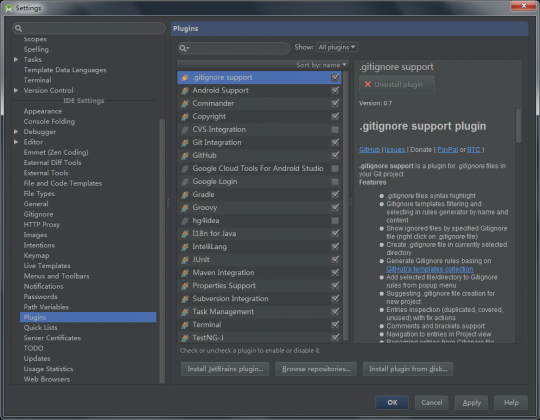 Settings
Scopes
Spelling
Tasks
Template Data Languages
Terminal
Version Control
IDE Settings
Appearance
Console Folding
Debugger
Editor
Emmet (Zen Coding)
External Diff Tools
External Tools
File and Code Templates
File Types
General
Gitignore
HTTP Proxy
Images
Intentions
Keymap
Live Templates
Menus and Toolbars
Notifications
Passwords
Path Variables
Plugins
Quick Lists
Server Certificates
TODO
Updates
Usage Statistics
Web Browsers
Plugins
Show: All plugins
Sort by: name
.gitignore support
Android Support
Commander
Copyright
CVS Integration
Git Integration
GitHub
Google Cloud Tools For Android Studio
Google Login
Gradle
Groovy
hg4idea
I18n for Java
IntelliLang
JUnit
Maven Integration
Properties Support
Subversion Integration
Task Management
Terminal
TestNG-J
Check or uncheck a plugin to enable or disable it.
Install JetBrains plugin...
Browse repositories...
Install plugin from disk...
.gitignore support
Uninstall plugin
Version: 0.7
.gitignore support plugin
GitHub | Issues | Donate ( PayPal or BTC )
.gitignore support is a plugin for .gitignore files in
your Git project.
Features
.gitignore files syntax highlight
Gitignore templates filtering and
selecting in rules generator by name and
content
Show ignored files by specified Gitignore
file (right click on .gitignore file)
Create .gitignore file in currently selected
directory
Generate Gitignore rules basing on
GitHub's templates collection
Add selected file/directory to Gitignore
rules from popup menu
Suggesting .gitignore file creation for
new project
Entries inspection (duplicated, covered,
unused) with fix actions
Comments and brackets support
Navigation to entries in Project view
Renaming entries from Gitignore
OK
Cancel
Apply
Help